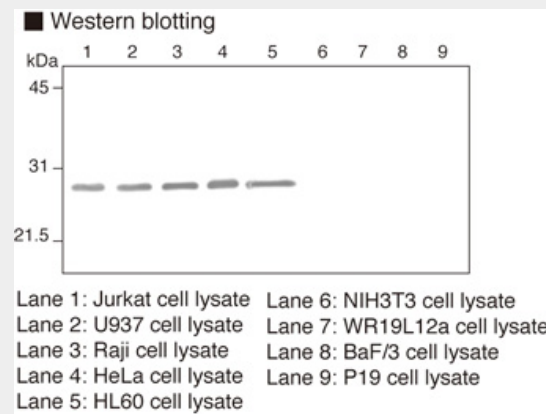 ■ Western blotting
1 2 3 4 5 6 7 8 9
kDa
45
31
21.5
Lane 1: Jurkat cell lysate
Lane 2: U937 cell lysate
Lane 3: Raji cell lysate
Lane 4: HeLa cell lysate
Lane 5: HL60 cell lysate
Lane 6: NIH3T3 cell lysate
Lane 7: WR19L12a cell lysate
Lane 8: BaF/3 cell lysate
Lane 9: P19 cell lysate